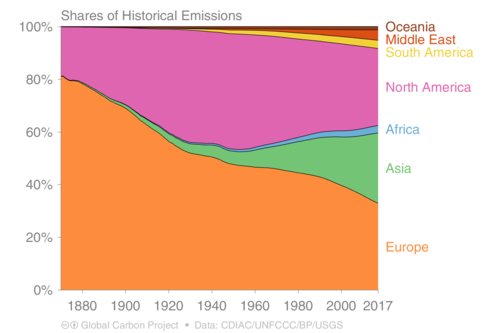 Shares of Historical Emissions
100%
80%
60%
40%
20%
0%
Oceania
Middle East
South America
North America
Africa
Asia
Europe
1880 1900 1920 1940 1960 1980 2000 2017
Global Carbon Project • Data: CDIAC/UNFCCC/BP/USGS